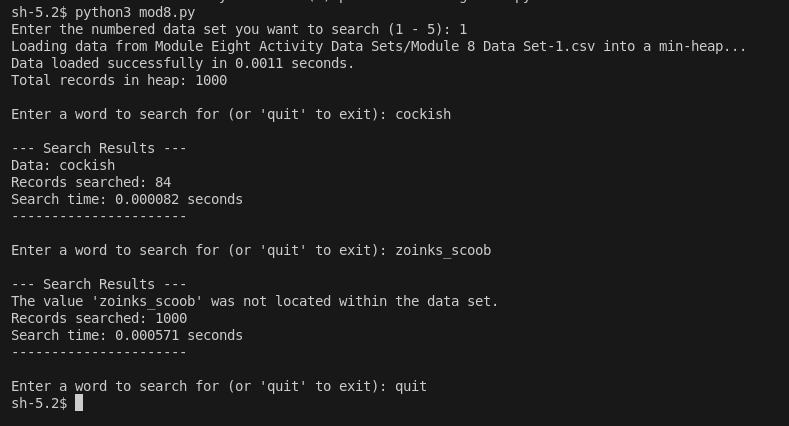 sh-5.2$ python3 mod8.py
Enter the numbered data set you want to search (1 - 5): 1
Loading data from Module Eight Activity Data Sets/Module 8 Data Set-1.csv into a min-heap...
Data loaded successfully in 0.0011 seconds.
Total records in heap: 1000
Enter a word to search for (or 'quit' to exit): cockish
--- Search Results ---
Data: cockish
Records searched: 84
Search time: 0.000082 seconds
----------------------
Enter a word to search for (or 'quit' to exit): zoinks_scoob
--- Search Results ---
The value 'zoinks_scoob' was not located within the data set.
Records searched: 1000
Search time: 0.000571 seconds
----------------------
Enter a word to search for (or 'quit' to exit): quit
sh-5.2$